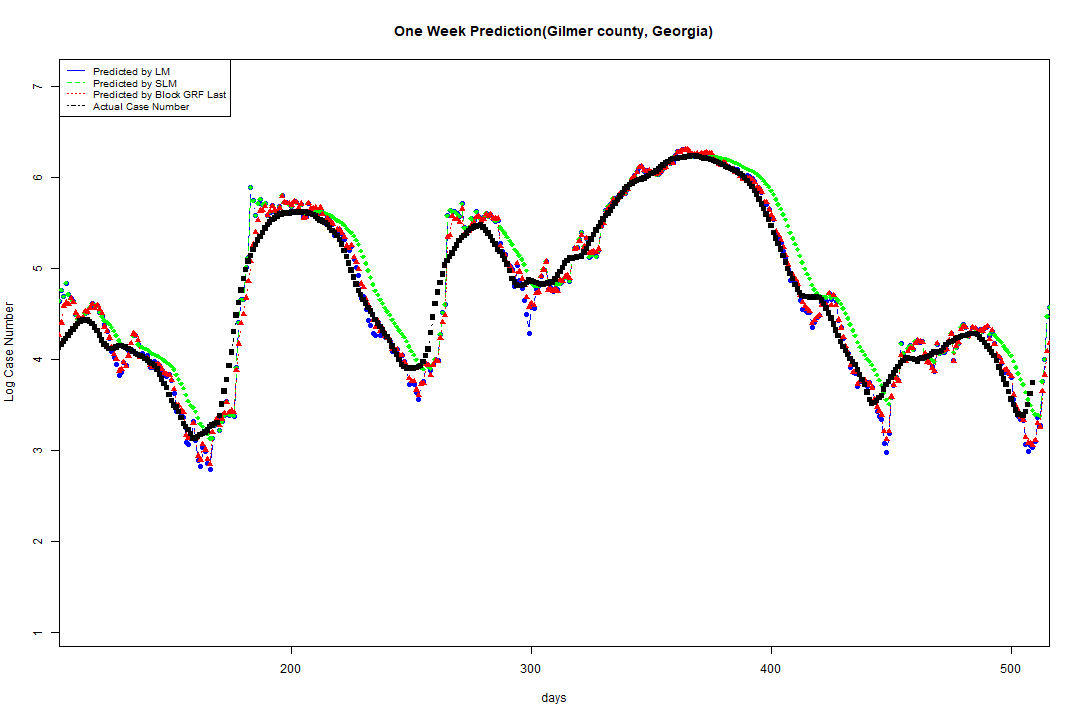 One Week Prediction(Gilmer county, Georgia)
Predicted by LM
Predicted by SLM
Predicted by Block GRF Last
Actual Case Number
7
6
5
4
3
2
1
Log Case Number
200 300 400 500
days